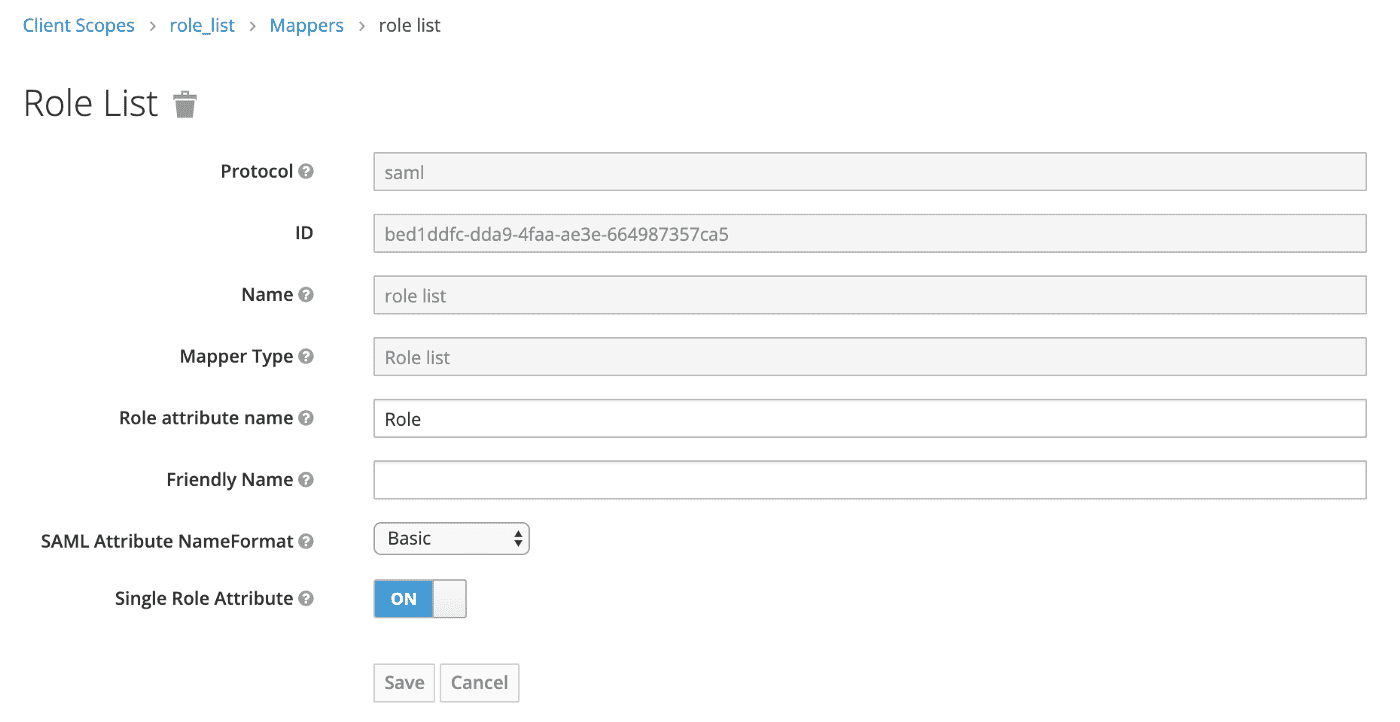 Client Scopes > role_list > Mappers > role list
Role List
Protocol saml
ID bed1ddfc-dda9-4faa-ae3e-664987357ca5
Name role list
Mapper Type Role list
Role attribute name Role
Friendly Name
SAML Attribute NameFormat Basic
Single Role Attribute ON
Save Cancel